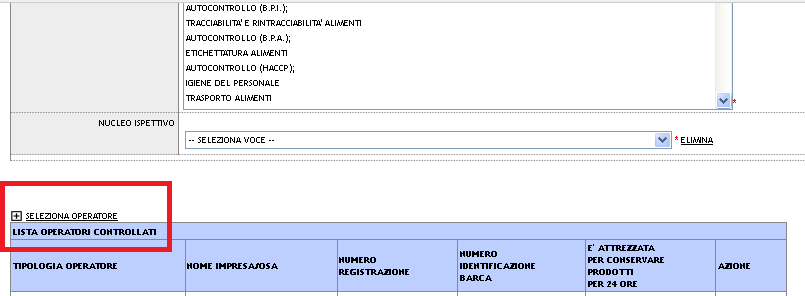 AUTOCONTROLLO (B.P.I.);
TRACCIABILITA' E RINTRACCIABILITA' ALIMENTI
AUTOCONTROLLO (B.P.A.);
ETICHETTATURA ALIMENTI
AUTOCONTROLLO (HACCP);
IGIENE DEL PERSONALE
TRASPORTO ALIMENTI
*
NUCLEO ISPETTIVO
-- SELEZIONA VOCE --
* ELIMINA
SELEZIONA OPERATORE
LISTA OPERATORI CONTROLLATI
TIPOLOGIA OPERATORE
NOME IMPRESA/OSA
NUMERO
REGISTRAZIONE
NUMERO
IDENTIFICAZIONE
BARCA
E' ATTREZZATA
PER CONSERVARE
PRODOTTI
PER 24 ORE
AZIONE